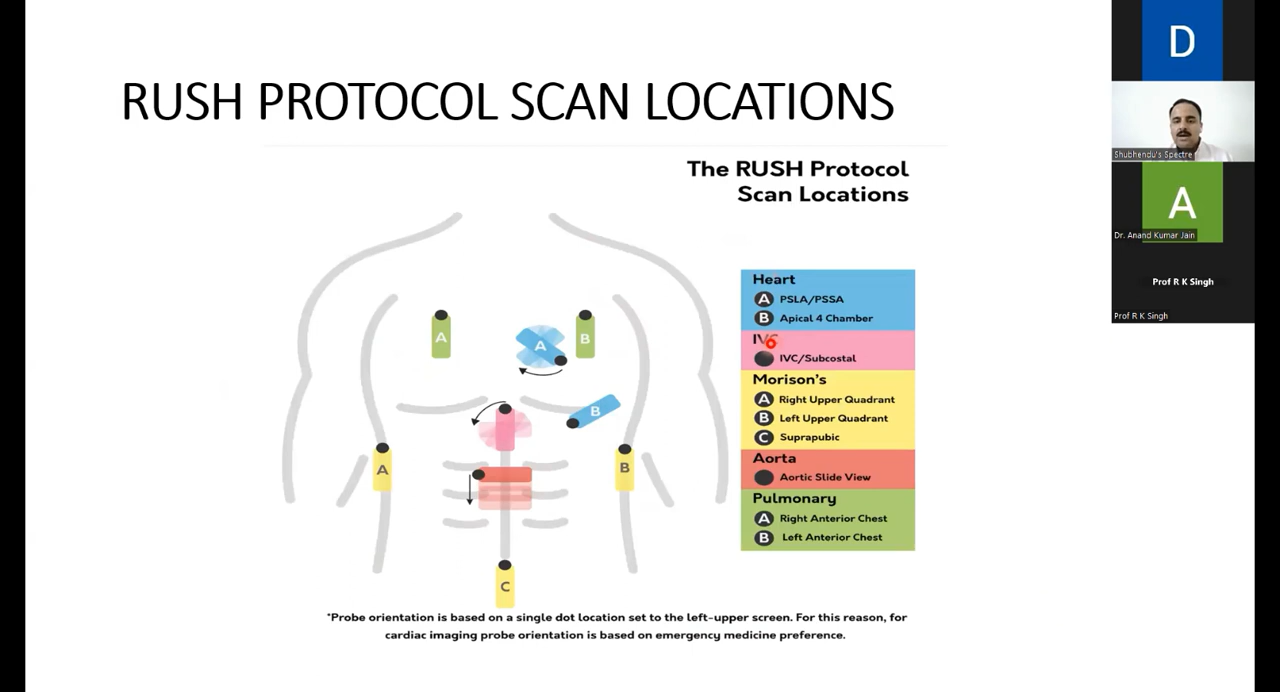 RUSH PROTOCOL SCAN LOCATIONS
The RUSH Protocol
Scan Locations
Heart
A PSLA/PSSA
B Apical 4 Chamber
IVC
IVC/Subcostal
Morison's
A Right Upper Quadrant
B Left Upper Quadrant
C Suprapubic
Aorta
Aortic Slide View
Pulmonary
A Right Anterior Chest
B Left Anterior Chest
A
A
B
B
A
B
C
*Probe orientation is based on a single dot location set to the left-upper screen. For this reason, for
cardiac imaging probe orientation is based on emergency medicine preference.
D
Shubhendu's Spectre
A
Dr. Anand Kumar Jain
Prof R K Singh
Prof R K Singh